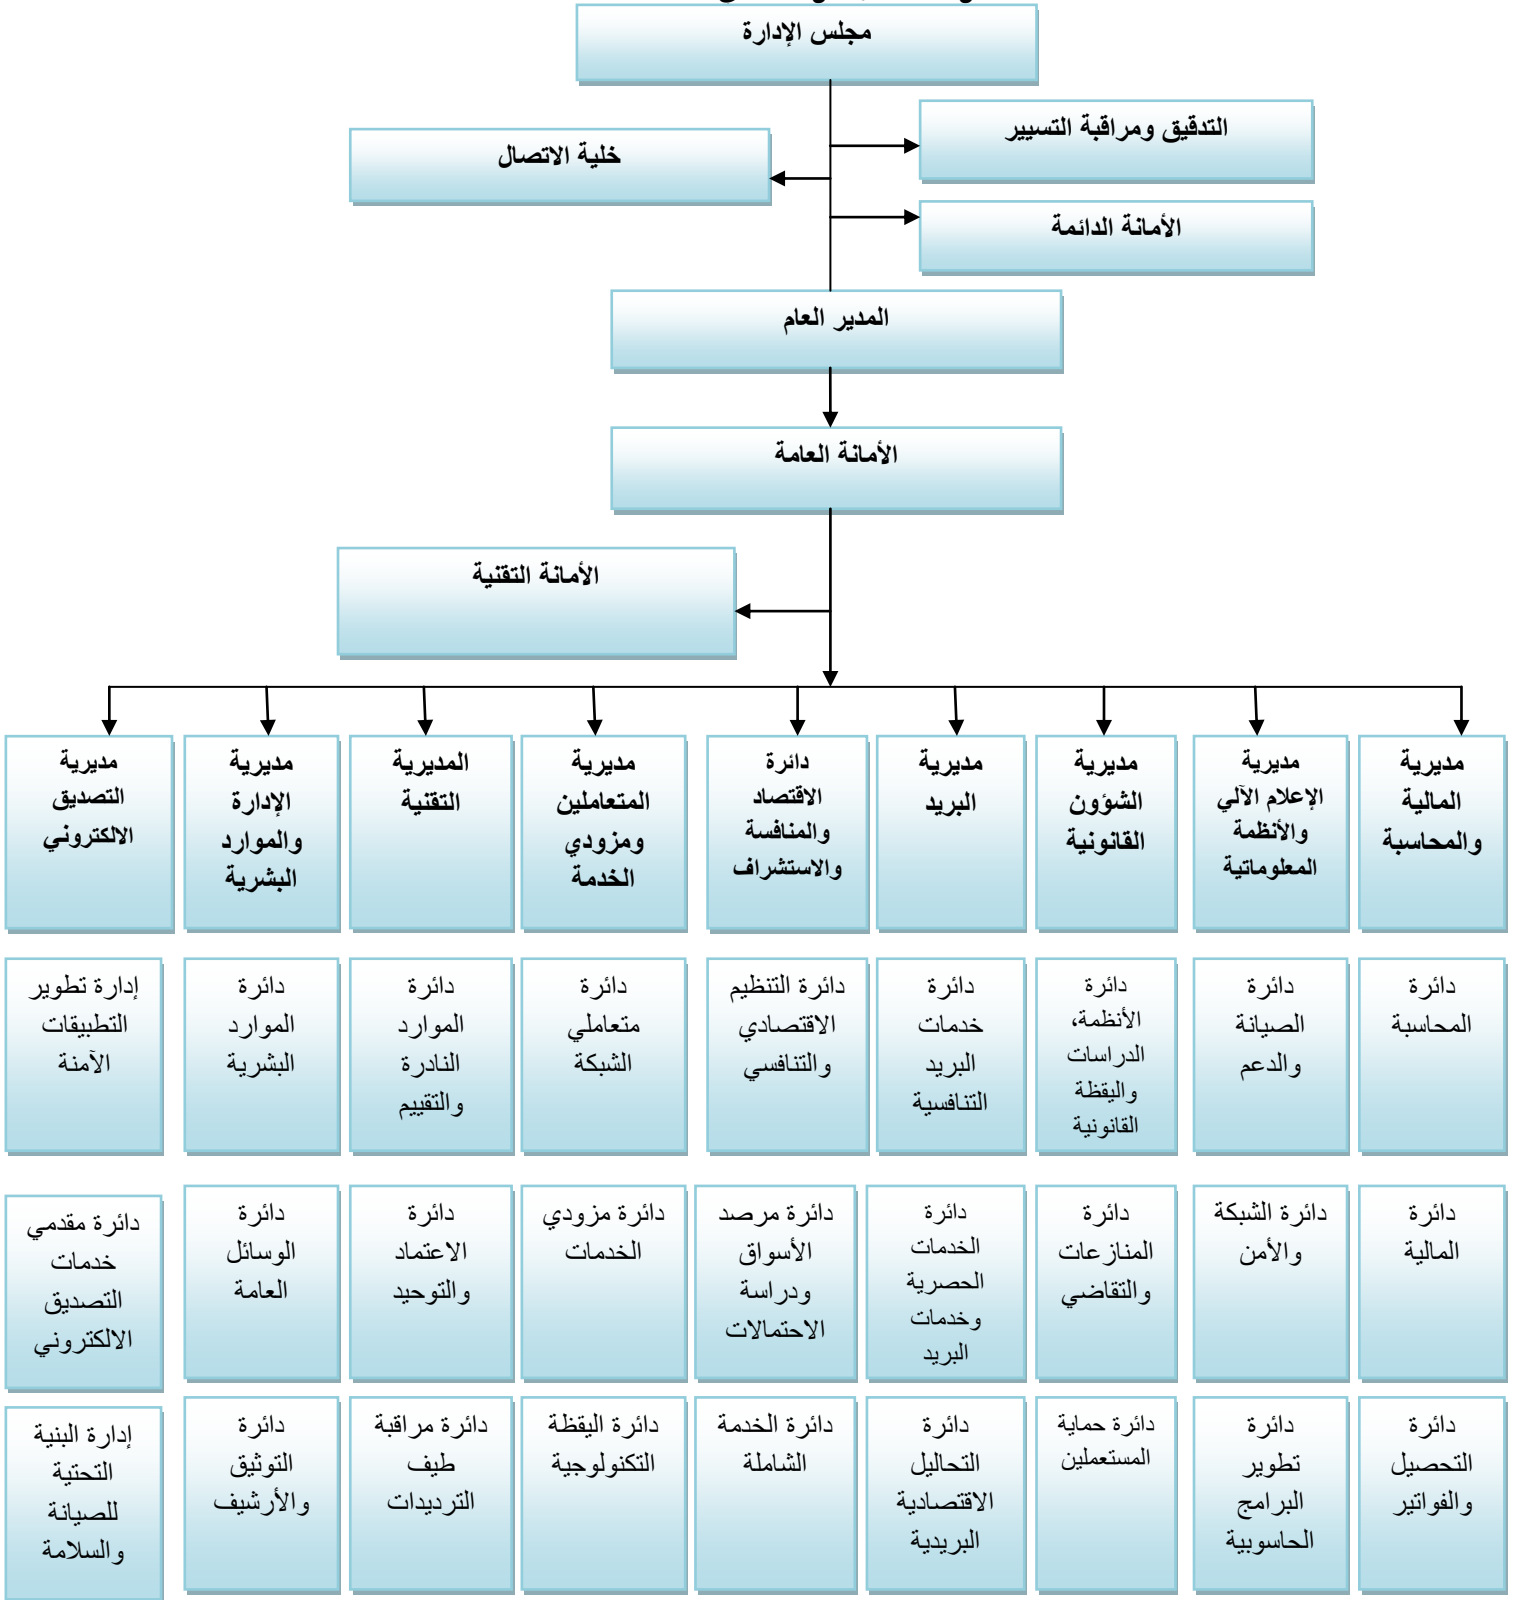 مجلس الإدارة
التدقيق ومراقبة التسيير
خلية الاتصال
الأمانة الدائمة
المدير العام
الأمانة العامة
الأمانة التقنية
مديرية
المالية
والمحاسبة
مديرية
الإعلام الآلي
والأنظمة
المعلوماتية
مديرية
الشؤون
القانونية
مديرية
البريد
دائرة
الاقتصاد
والمنافسة
والاستشراف
مديرية
المتعاملين
ومزودي
الخدمة
المديرية
التقنية
مديرية
الإدارة
والموارد
البشرية
مديرية
التصديق
الالكتروني
دائرة
المحاسبة
دائرة
الصيانة
والدعم
دائرة
الأنظمة،
الدراسات
واليقظة
القانونية
دائرة
خدمات
البريد
التنافسية
دائرة التنظيم
الاقتصادي
والتنافسي
دائرة
متعاملي
الشبكة
دائرة
الموارد
النادرة
والتقييم
دائرة
الموارد
البشرية
إدارة تطوير
التطبيقات
الآمنة
دائرة
المالية
دائرة الشبكة
والأمن
دائرة
المنازعات
والتقاضي
دائرة
الخدمات
الحصرية
وخدمات
البريد
دائرة مرصد
الأسواق
ودراسة
الاحتمالات
دائرة مزودي
الخدمات
دائرة
الاعتماد
والتوحيد
دائرة
الوسائل
العامة
دائرة مقدمي
خدمات
التصديق
الالكتروني
دائرة
التحصيل
والفواتير
دائرة
تطوير
البرامج
الحاسوبية
دائرة حماية
المستعملين
دائرة
التحاليل
الاقتصادية
البريدية
دائرة الخدمة
الشاملة
دائرة اليقظة
التكنولوجية
دائرة مراقبة
طيف
الترديدات
دائرة
التوثيق
والأرشيف
إدارة البنية
التحتية
للصيانة
والسلامة